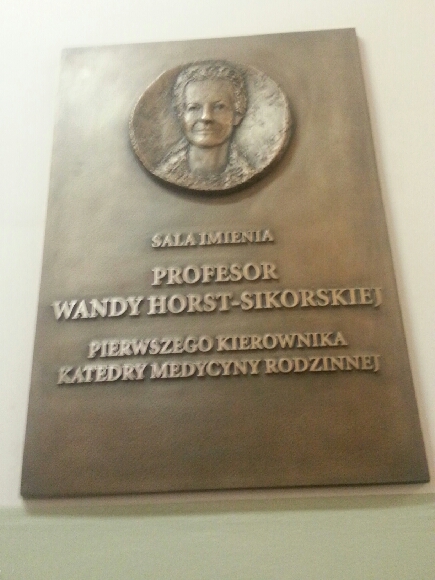 SALA IMIENIA
PROFESOR
WANDY HORST-SIKORSKIEJ
PIERWSZEGO KIEROWNIKA
KATEDRY MEDYCYNY RODZINNEJ